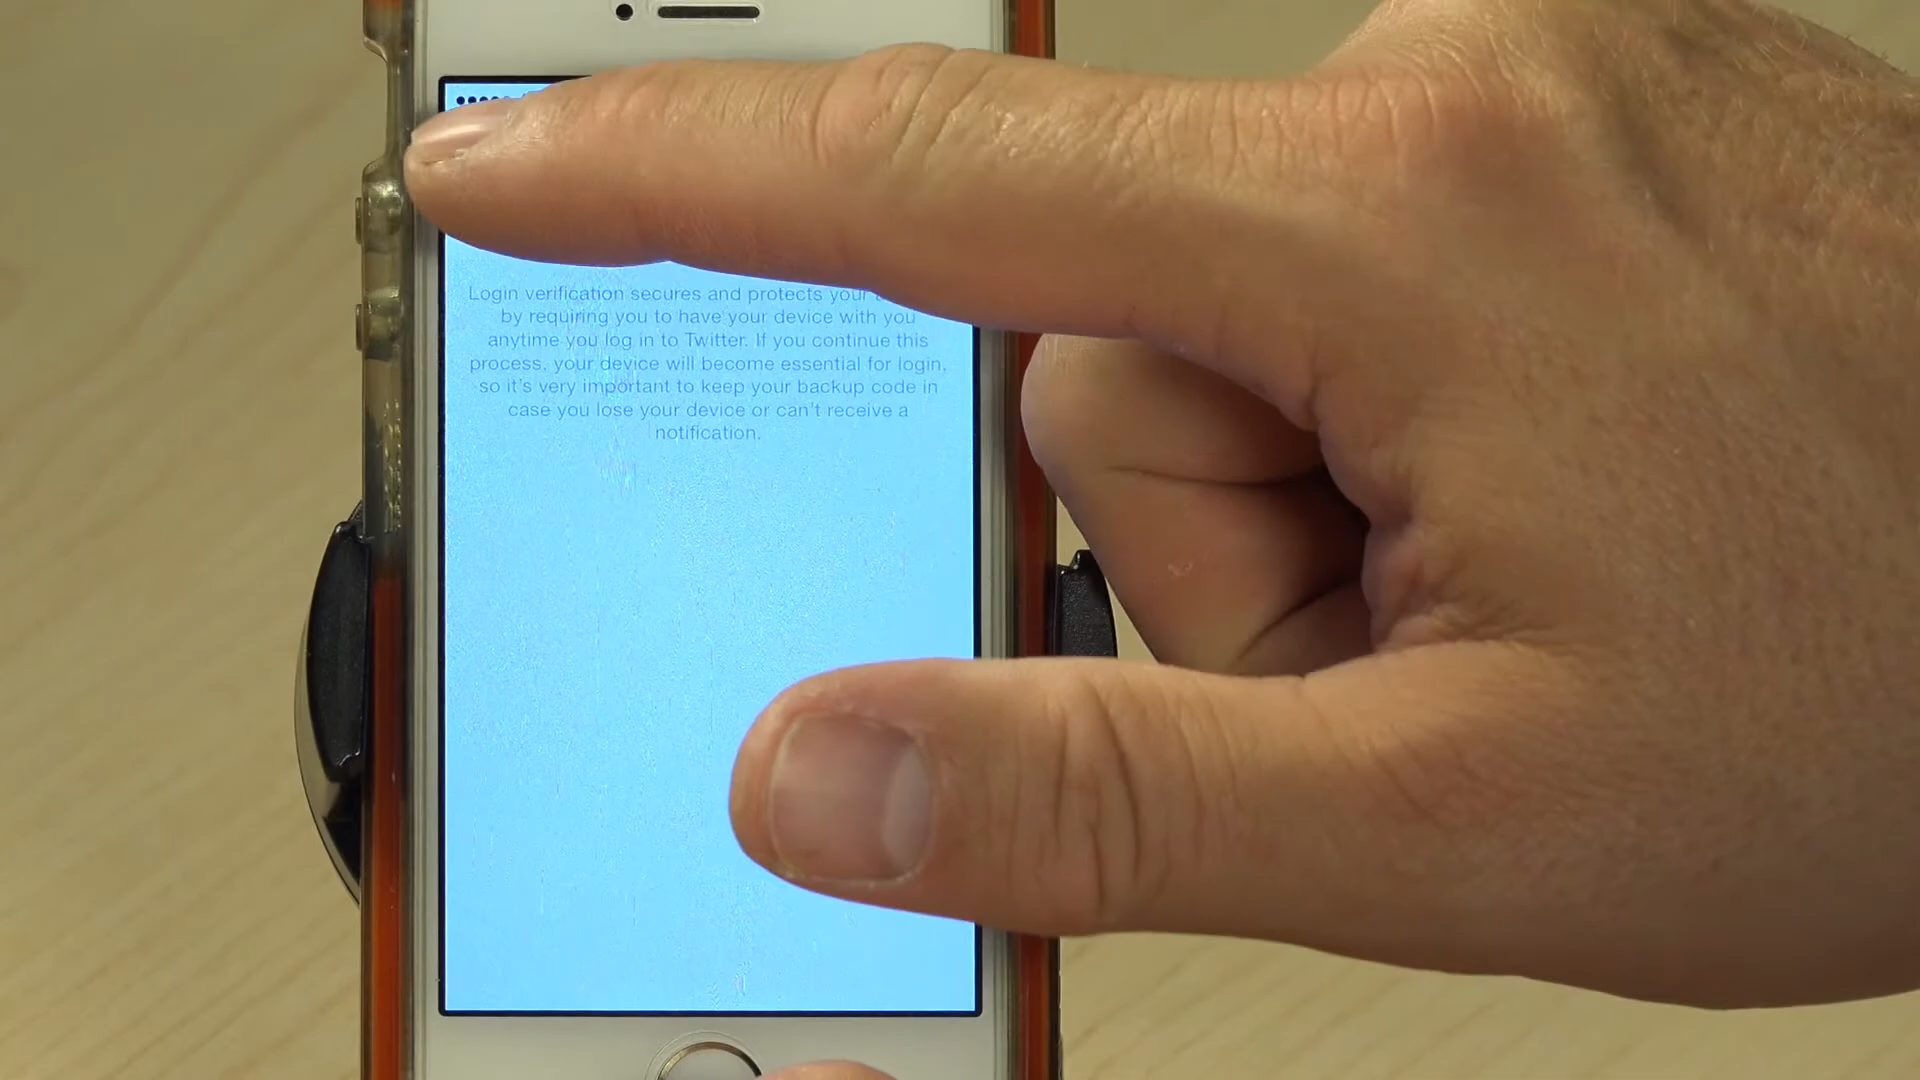 Login verification secures and protects your
by requiring you to have your device with you
anytime you log in to Twitter. If you continue this
process, your device will become essential for login,
so it's very important to keep your backup code in
case you lose your device or can't receive a
notification.